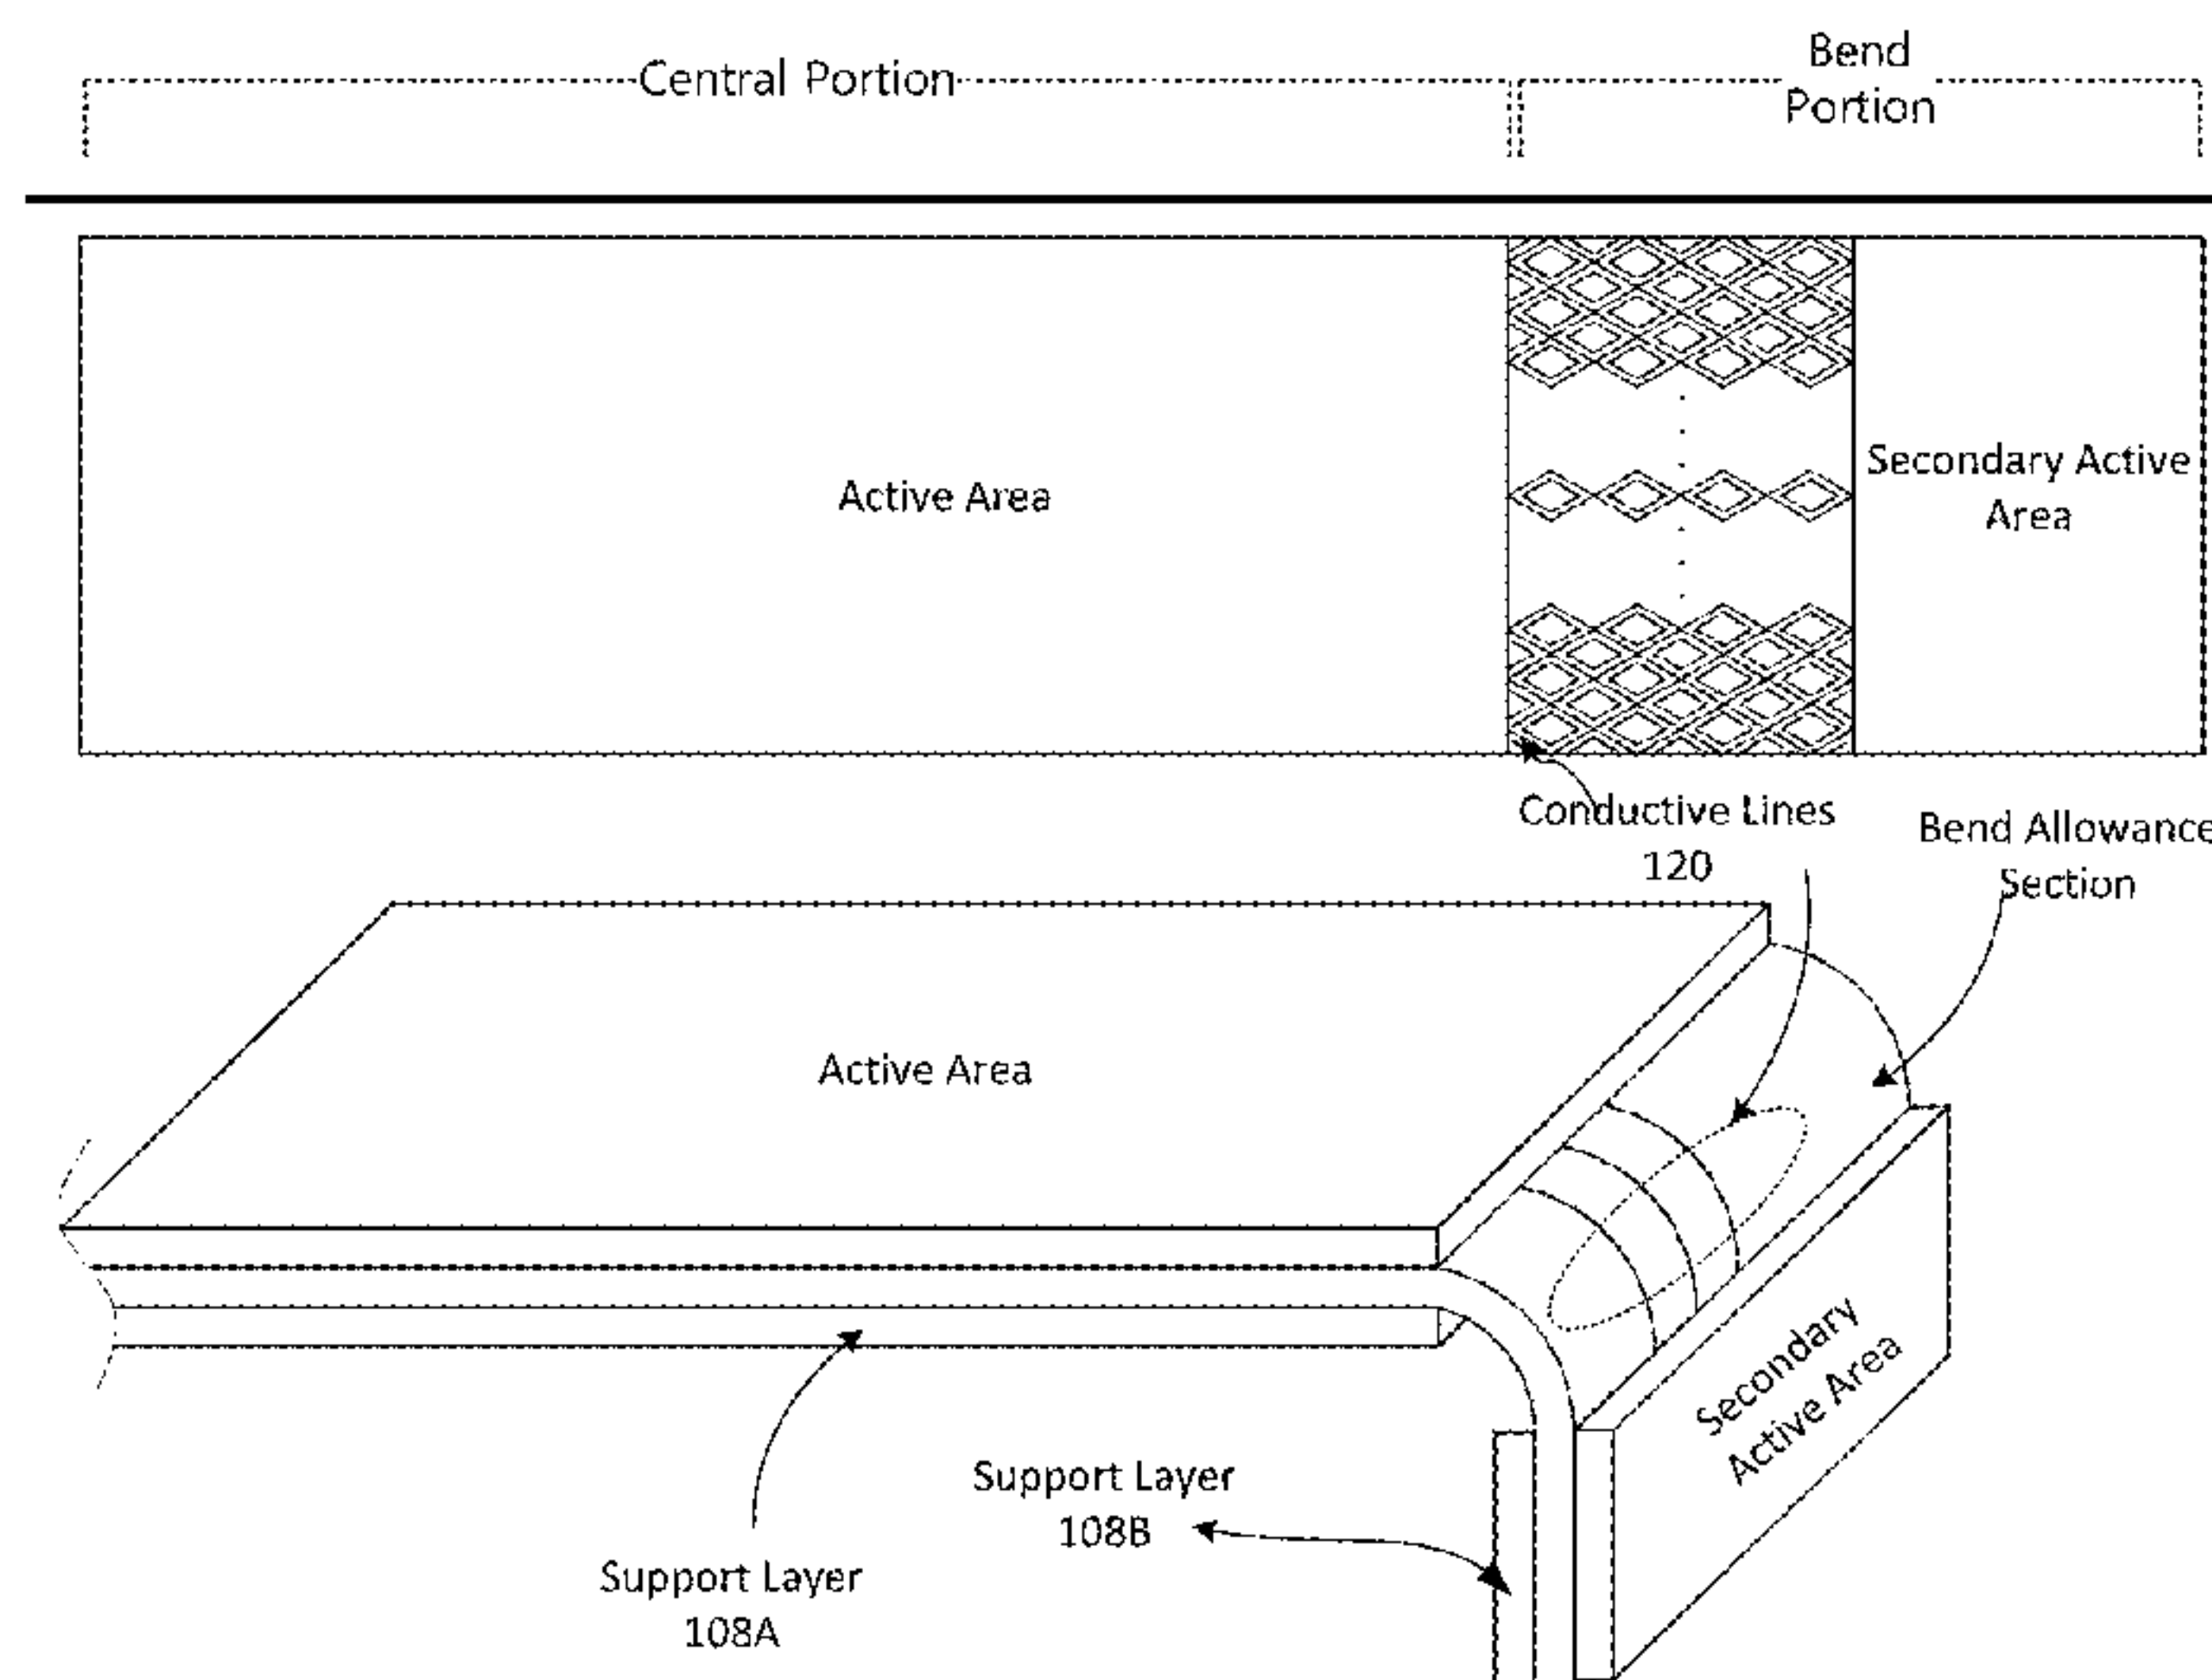 Central Portion
Bend
Portion
Active Area
Secondary Active
Area
Conductive Lines
120
Bend Allowance
Section
Active Area
Secondary
Active Area
Support Layer
108B
Support Layer
108A